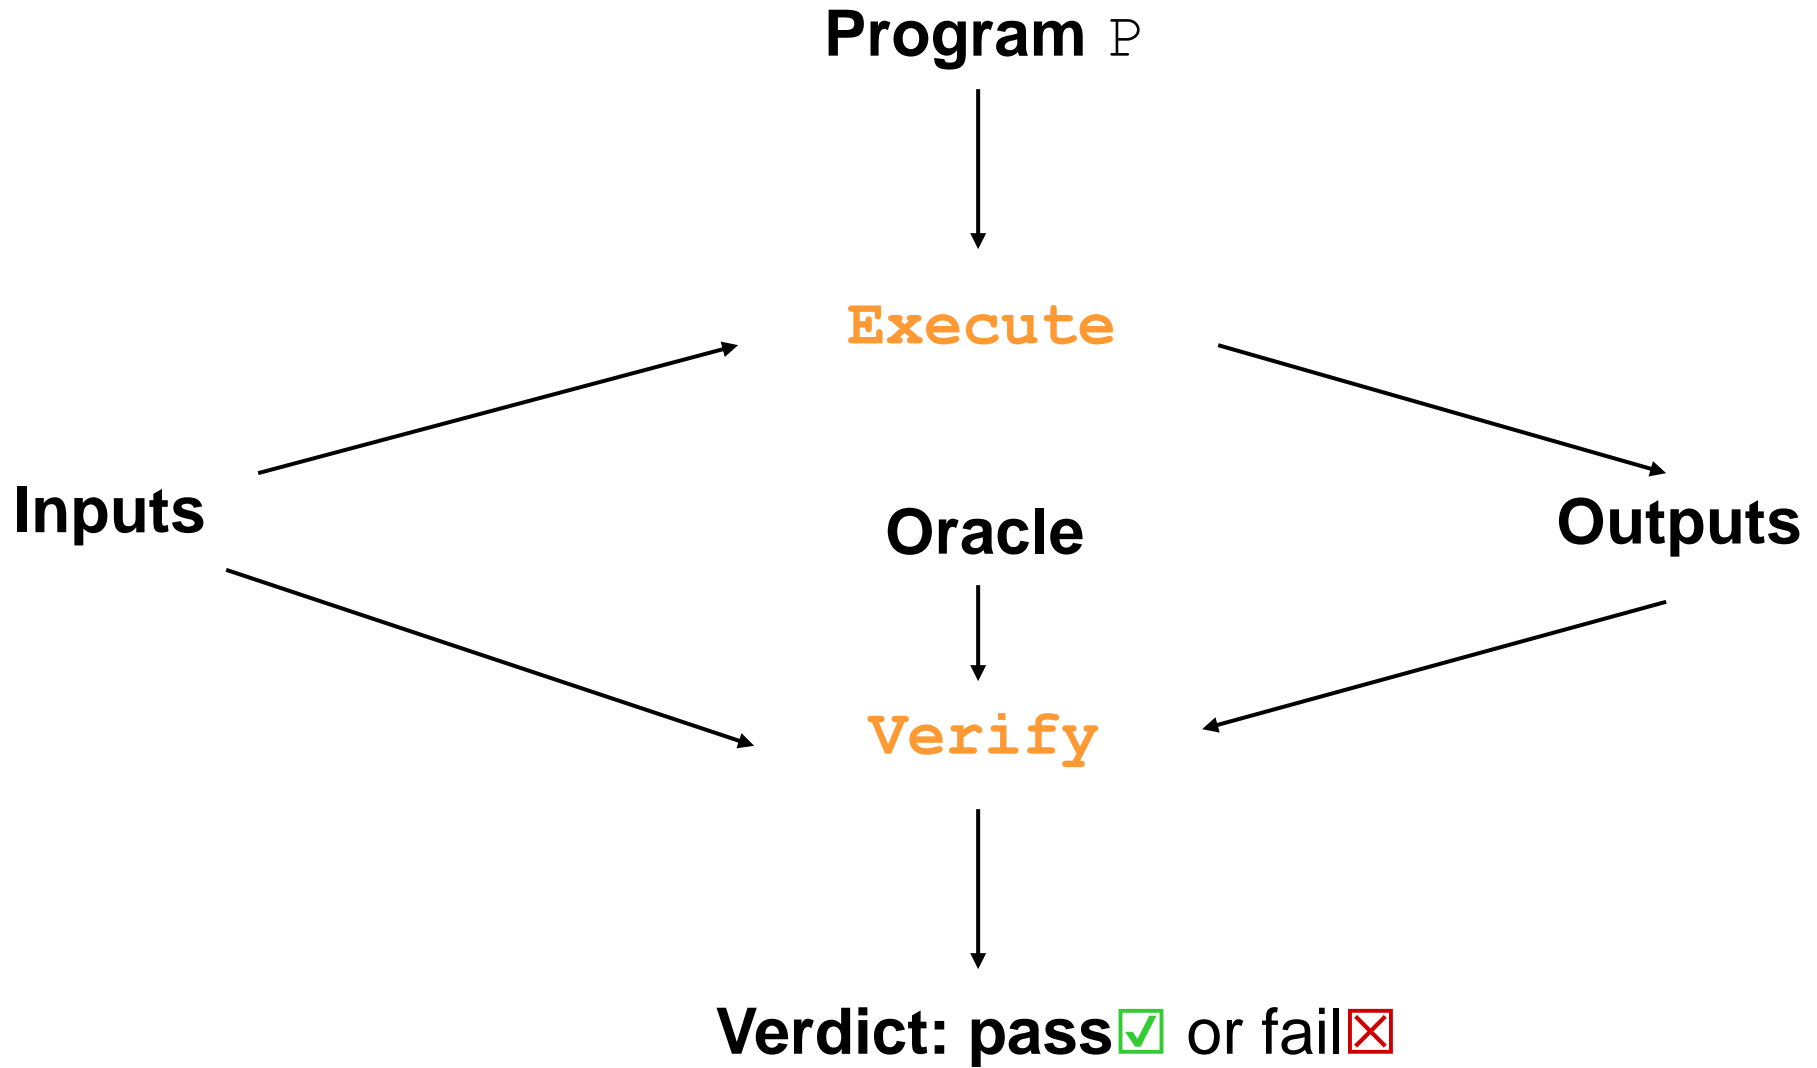 Program P
Execute
Inputs
Oracle
Outputs
Verify
Verdict: pass☑ or fail☒